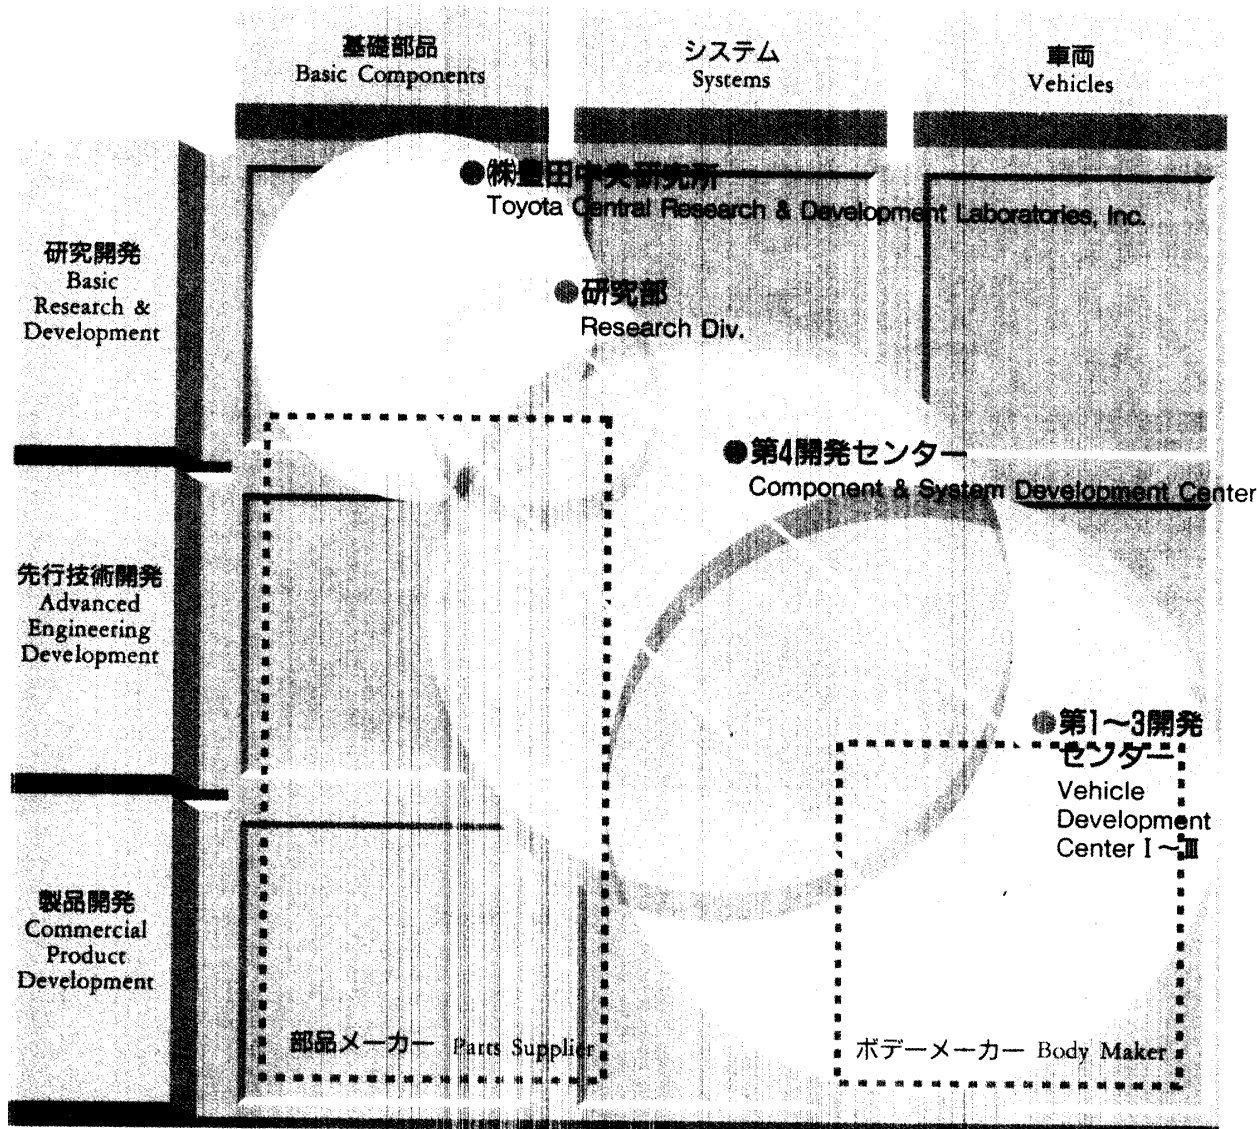 基礎部品
Basic Components
システム
Systems
車両
Vehicles
●㈱豊田中央研究所
Toyota Central Research & Development Laboratories, Inc.
研究開発
Basic
Research &
Development
●研究部
Research Div.
●第4開発センター
Component & System Development Center
先行技術開発
Advanced
Engineering
Development
●第1〜3開発
センター
Vehicle
Development
Center Ⅰ〜Ⅲ
製品開発
Commercial
Product
Development
部品メーカー Parts Supplier
ボデーメーカー Body Maker